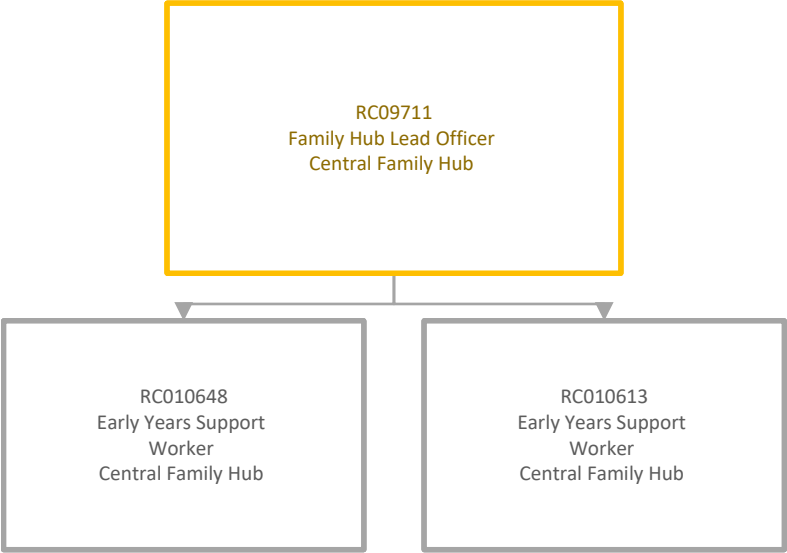 RC09711
Family Hub Lead Officer
Central Family Hub
RC010648
Early Years Support
Worker
Central Family Hub
RC010613
Early Years Support
Worker
Central Family Hub